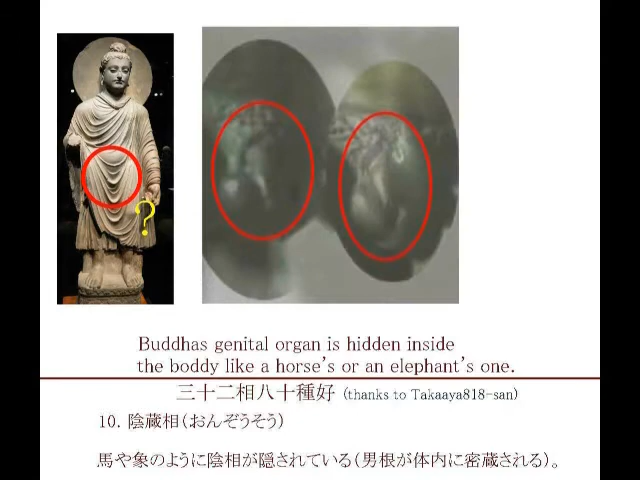 ?
Buddhas genital organ is hidden inside
the boddy like a horse's or an elephant's one.
三十二相八十種好 (thanks to Takaaya818-san)
10. 陰蔵相(おんぞうそう)
馬や象のように陰相が隠されている(男根が体内に密蔵される)。